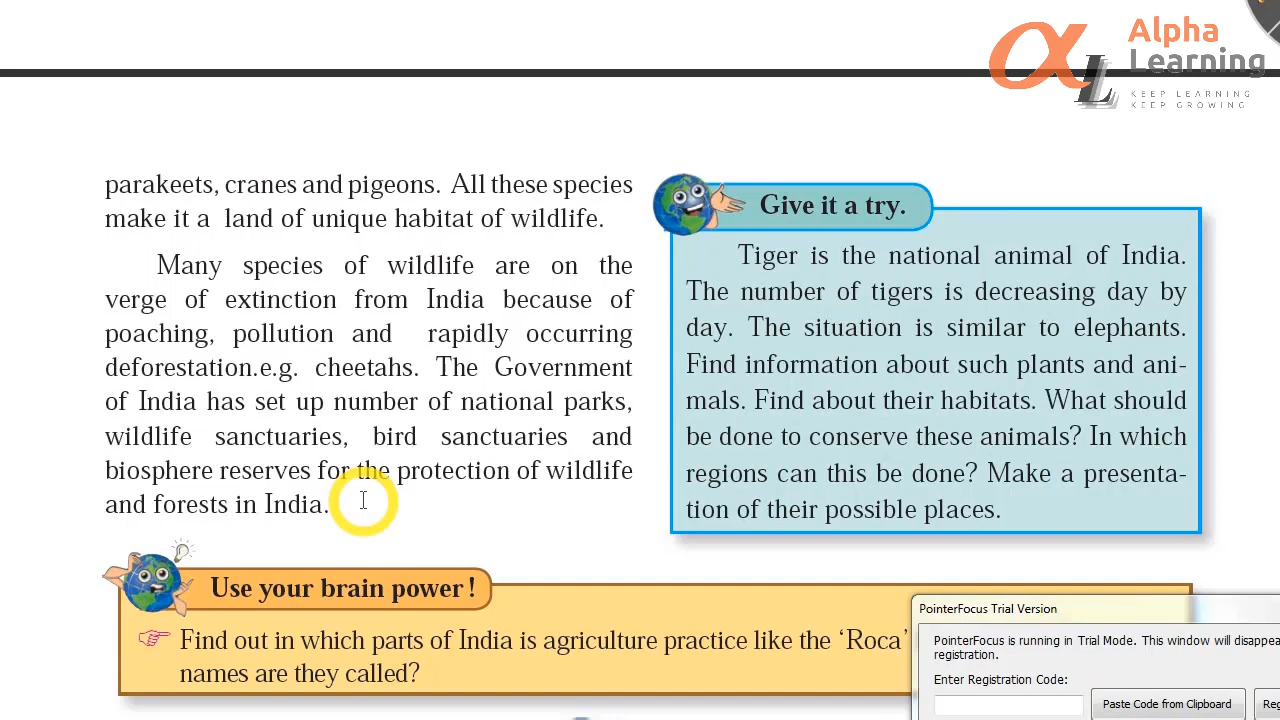 Alpha
Learning
KEEP LEARNING
KEEP GROWING
parakeets, cranes and pigeons. All these species
make it a land of unique habitat of wildlife.
Many species of wildlife are on the
verge of extinction from India because of
poaching, pollution and rapidly occurring
deforestation.e.g. cheetahs. The Government
of India has set up number of national parks,
wildlife sanctuaries, bird sanctuaries and
biosphere reserves for the protection of wildlife
and forests in India.
Give it a try.
Tiger is the national animal of India.
The number of tigers is decreasing day by
day. The situation is similar to elephants.
Find information about such plants and ani-
mals. Find about their habitats. What should
be done to conserve these animals? In which
regions can this be done? Make a presenta-
tion of their possible places.
Use your brain power !
Find out in which parts of India is agriculture practice like the ‘Roca’
names are they called?
PointerFocus Trial Version
PointerFocus is running in Trial Mode. This window will disappea
registration.
Enter Registration Code:
Paste Code from Clipboard